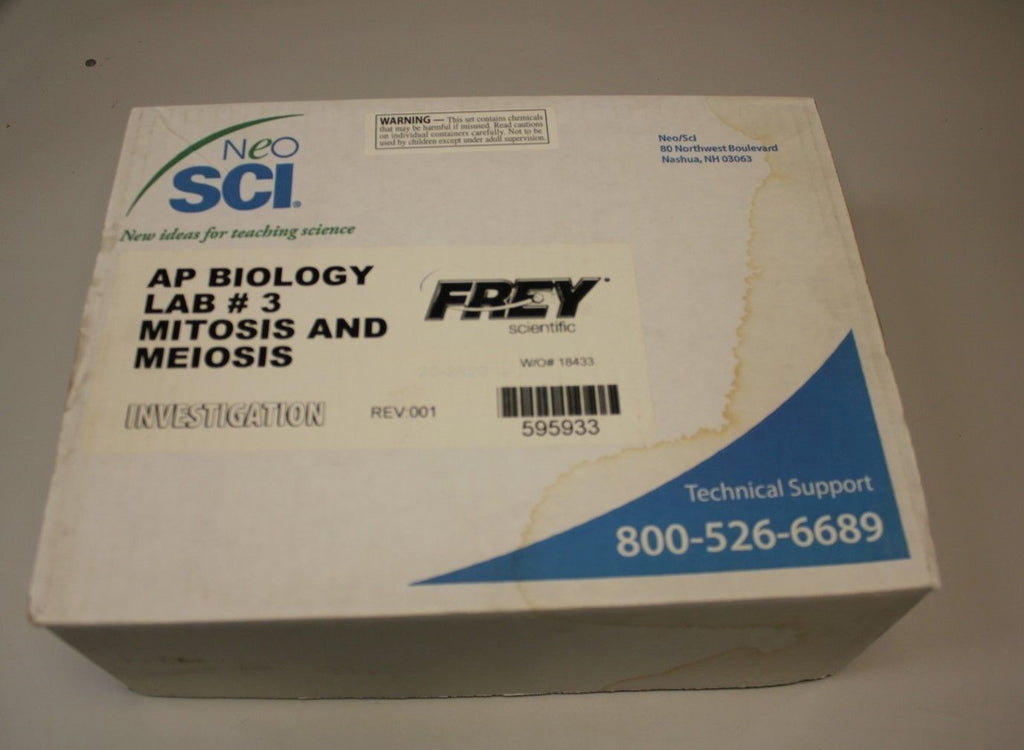 NeO
SCI®
New ideas for teaching science
WARNING — This set contains chemicals
that may be harmful if misused. Read cautions
on individual containers carefully. Not to be
used by children except under adult supervision.
Neo/Sci
80 Northwest Boulevard
Nashua, NH 03063
AP BIOLOGY
LAB # 3
MITOSIS AND
MEIOSIS
FREY™
scientific
W/O# 18433
INVESTIGATION
REV:001
595933
Technical Support
800-526-6689